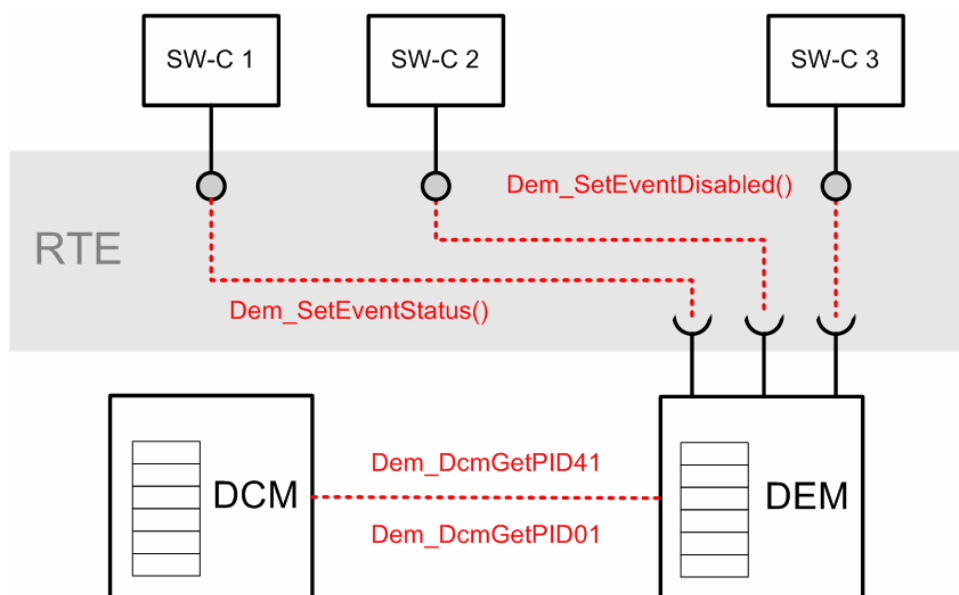 SW-C 1
SW-C 2
SW-C 3
Dem_SetEventDisabled()
RTE
Dem_SetEventStatus()
Dem_DcmGetPID41
DCM
DEM
Dem_DcmGetPID01